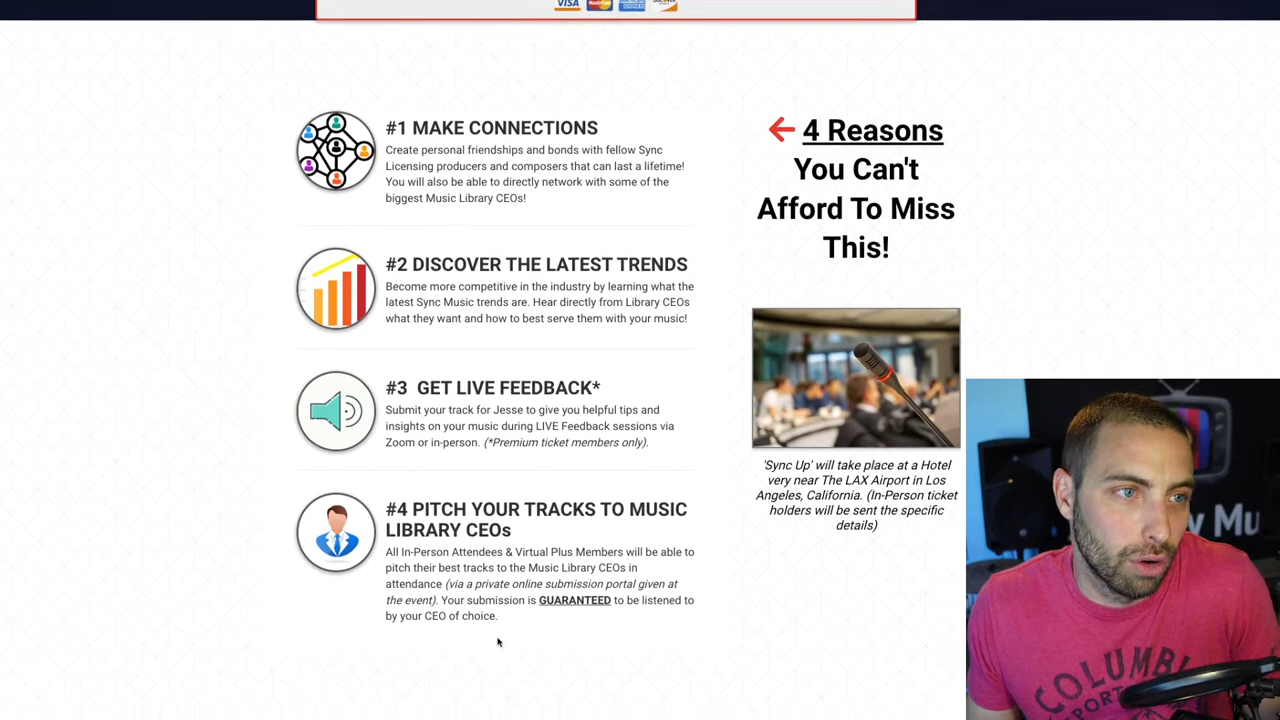 VISA
#1 MAKE CONNECTIONS
Create personal friendships and bonds with fellow Sync
Licensing producers and composers that can last a lifetime!
You will also be able to directly network with some of the
biggest Music Library CEOs!
#2 DISCOVER THE LATEST TRENDS
Become more competitive in the industry by learning what the
latest Sync Music trends are. Hear directly from Library CEOs
what they want and how to best serve them with your music!
#3 GET LIVE FEEDBACK*
Submit your track for Jesse to give you helpful tips and
insights on your music during LIVE Feedback sessions via
Zoom or in-person. (*Premium ticket members only).
#4 PITCH YOUR TRACKS TO MUSIC
LIBRARY CEOs
All In-Person Attendees & Virtual Plus Members will be able to
pitch their best tracks to the Music Library CEOs in
attendance (via a private online submission portal given at
the event). Your submission is GUARANTEED to be listened to
by your CEO of choice.
4 Reasons
You Can't
Afford To Miss
This!
'Sync Up' will take place at a Hotel
very near The LAX Airport in Los
Angeles, California. (In-Person ticket
holders will be sent the specific
details)
Mu
COLUMB